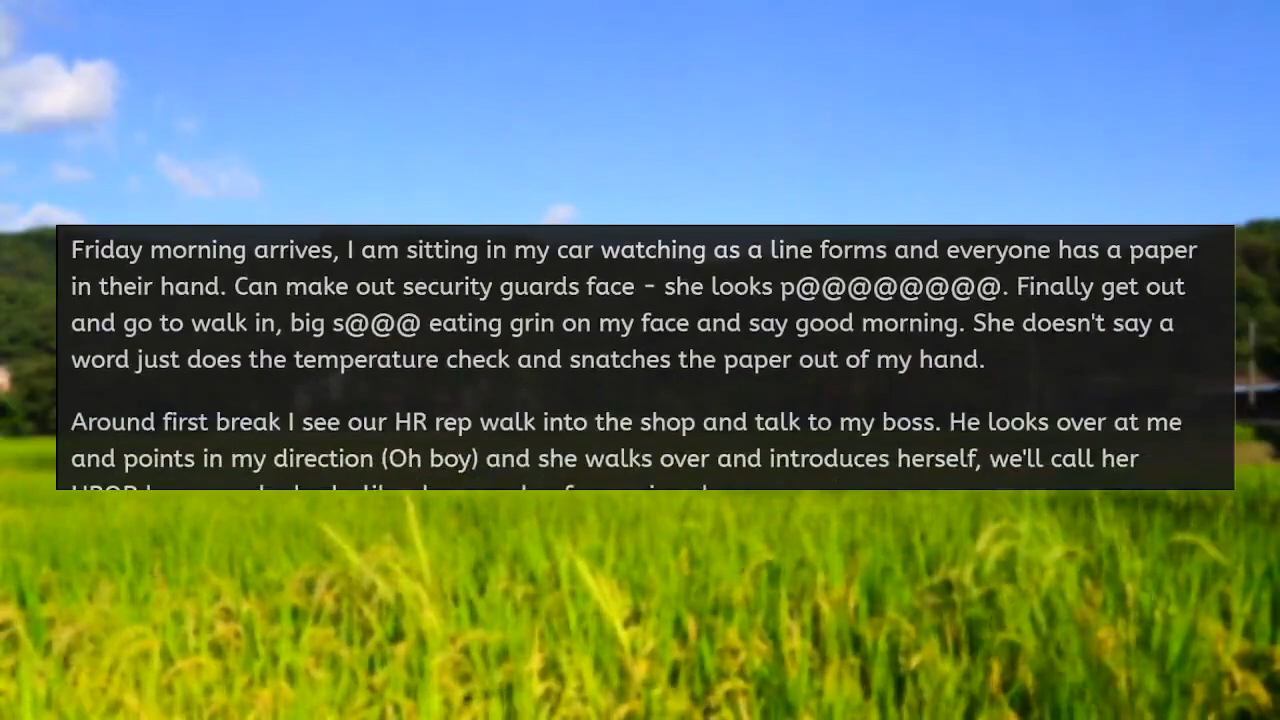 Friday morning arrives, I am sitting in my car watching as a line forms and everyone has a paper
in their hand. Can make out security guards face - she looks p@@@@@@@@. Finally get out
and go to walk in, big s@@@ eating grin on my face and say good morning. She doesn't say a
word just does the temperature check and snatches the paper out of my hand.
Around first break I see our HR rep walk into the shop and talk to my boss. He looks over at me
and points in my direction (Oh boy) and she walks over and introduces herself, we'll call her